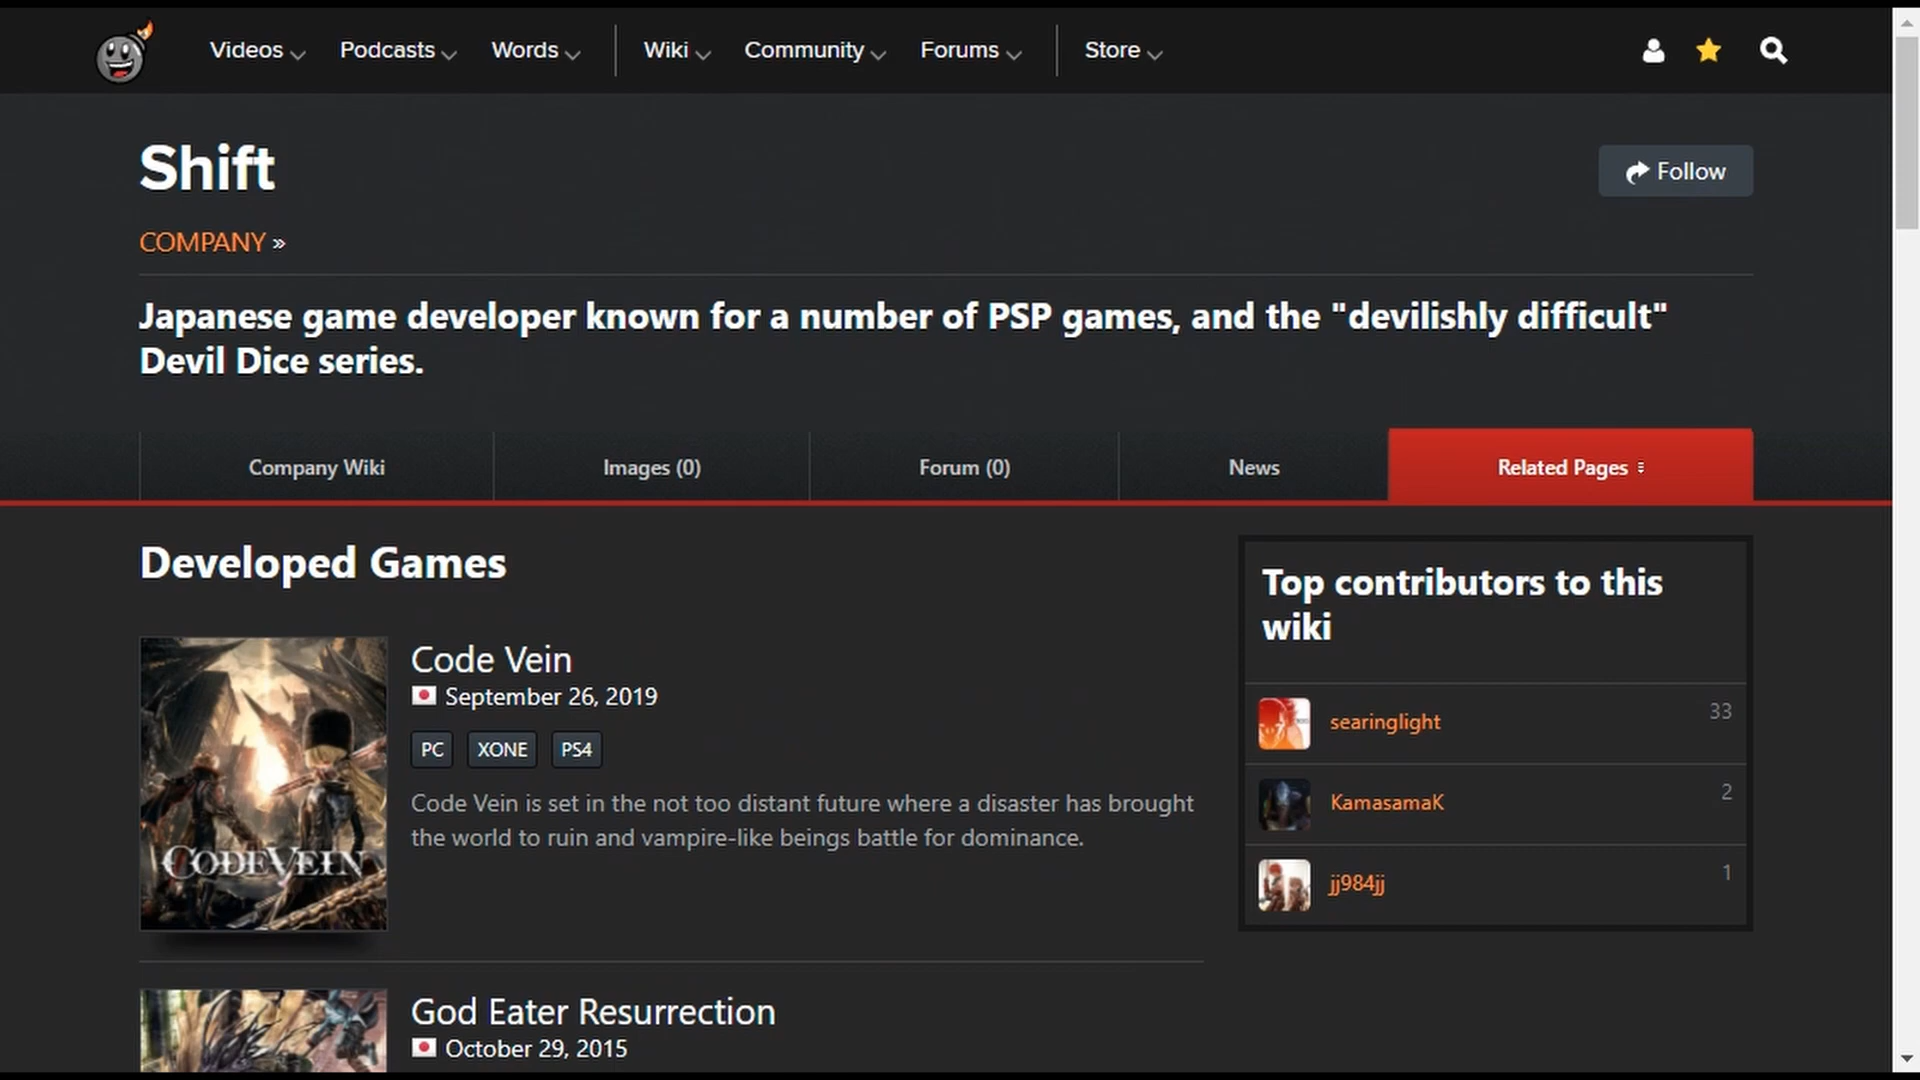 Videos Podcasts Words Wiki Community Forums Store
Shift
Follow
COMPANY »
Japanese game developer known for a number of PSP games, and the "devilishly difficult"
Devil Dice series.
Company Wiki
Images (0)
Forum (0)
News
Related Pages
Developed Games
CODE VEIN
Code Vein
September 26, 2019
PC XONE PS4
Code Vein is set in the not too distant future where a disaster has brought
the world to ruin and vampire-like beings battle for dominance.
God Eater Resurrection
October 29, 2015
Top contributors to this
wiki
searinglight 33
KamasamaK 2
jj984jj 1